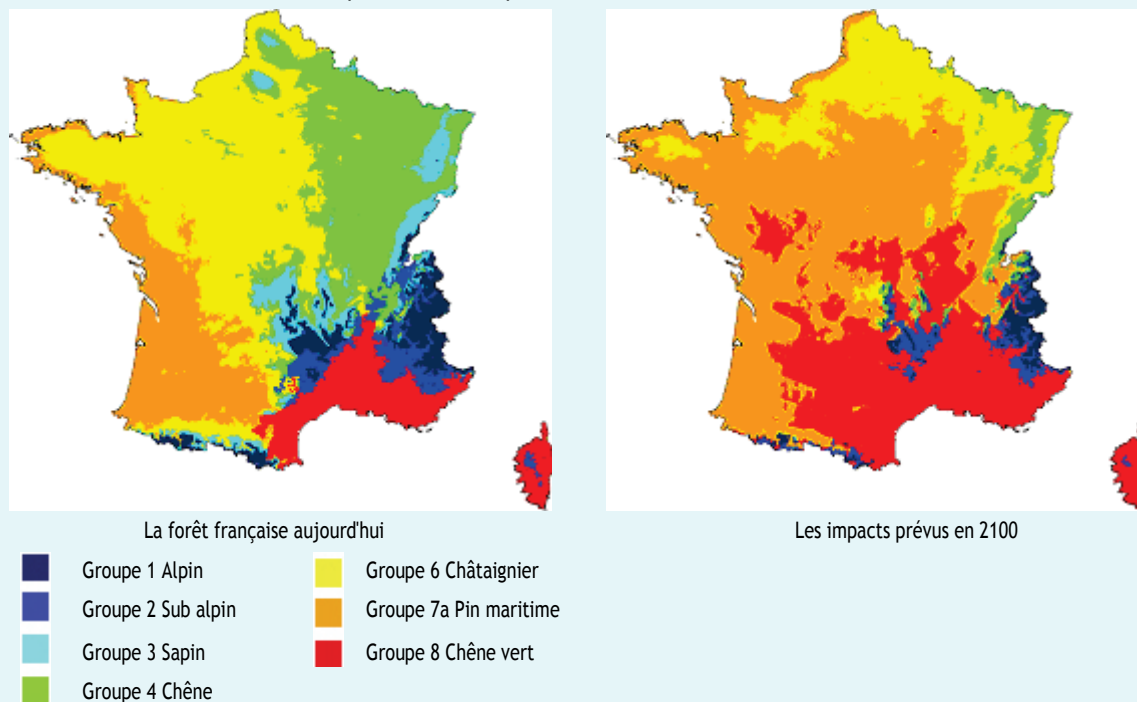 La forêt française aujourd'hui
Les impacts prévus en 2100
Groupe 1 Alpin
Groupe 2 Sub alpin
Groupe 3 Sapin
Groupe 4 Chêne
Groupe 6 Châtaignier
Groupe 7a Pin maritime
Groupe 8 Chêne vert